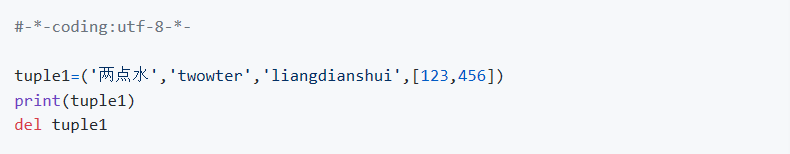 #-*-coding:utf-8-*-
tuple1=('两点水','twowter','liangdianshui',[123,456])
print(tuple1)
del tuple1